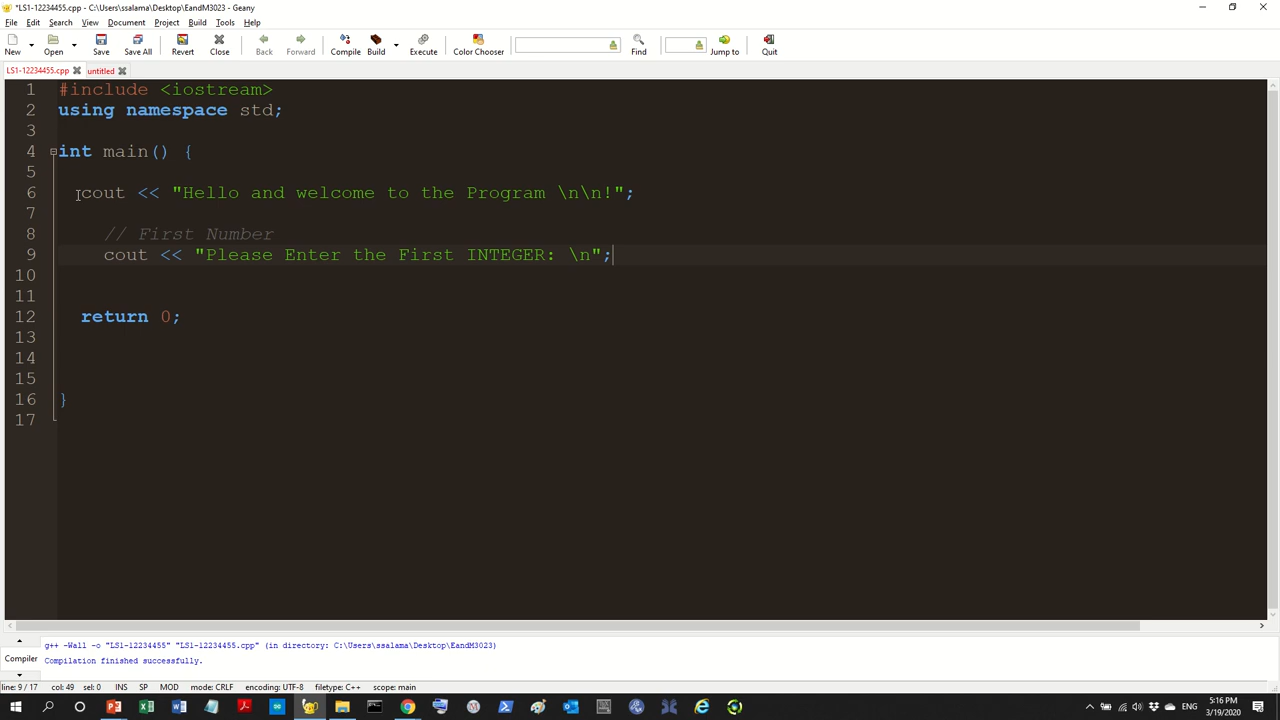 *LS1-12234455.cpp - C:\Users\ssalama\Desktop\EandM3023 - Geany
File Edit Search View Document Project Build Tools Help
New Open Save Save All Revert Close Back Forward Compile Build Execute Color Chooser Find Jump to Quit
LS1-12234455.cpp untitled
1 #include <iostream>
2 using namespace std;
3
4 int main() {
5
6 cout << "Hello and welcome to the Program \n\n!";
7
8 // First Number
9 cout << "Please Enter the First INTEGER: \n";
10
11
12 return 0;
13
14
15
16 }
17
g++ -Wall -o "LS1-12234455" "LS1-12234455.cpp" (in directory: C:\Users\ssalama\Desktop\EandM3023)
Compiler
Compilation finished successfully.
line: 9 / 17 col: 49 sel: 0 INS SP MOD mode: CRLF encoding: UTF-8 filetype: C++ scope: main
ENG
5:16 PM
3/19/2020